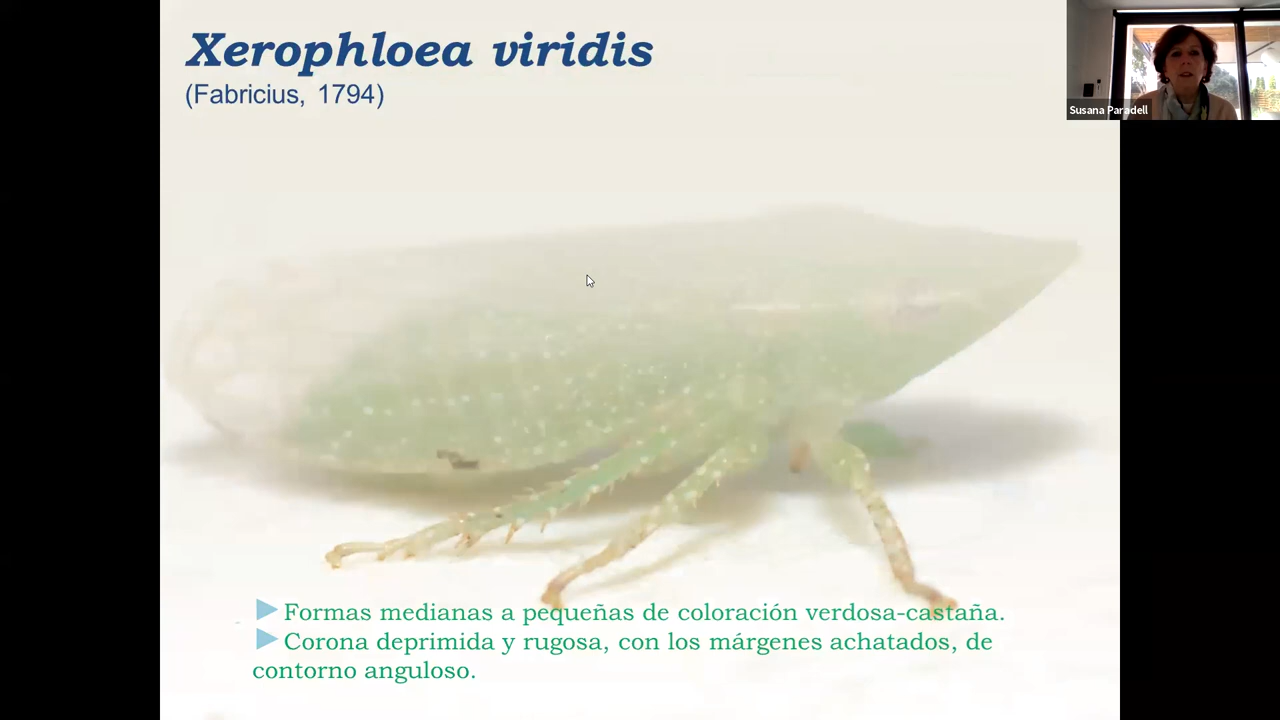 Xerophloea viridis
(Fabricius, 1794)
Susana Paradell
Formas medianas a pequeñas de coloración verdosa-castaña.
Corona deprimida y rugosa, con los márgenes achatados, de
contorno anguloso.